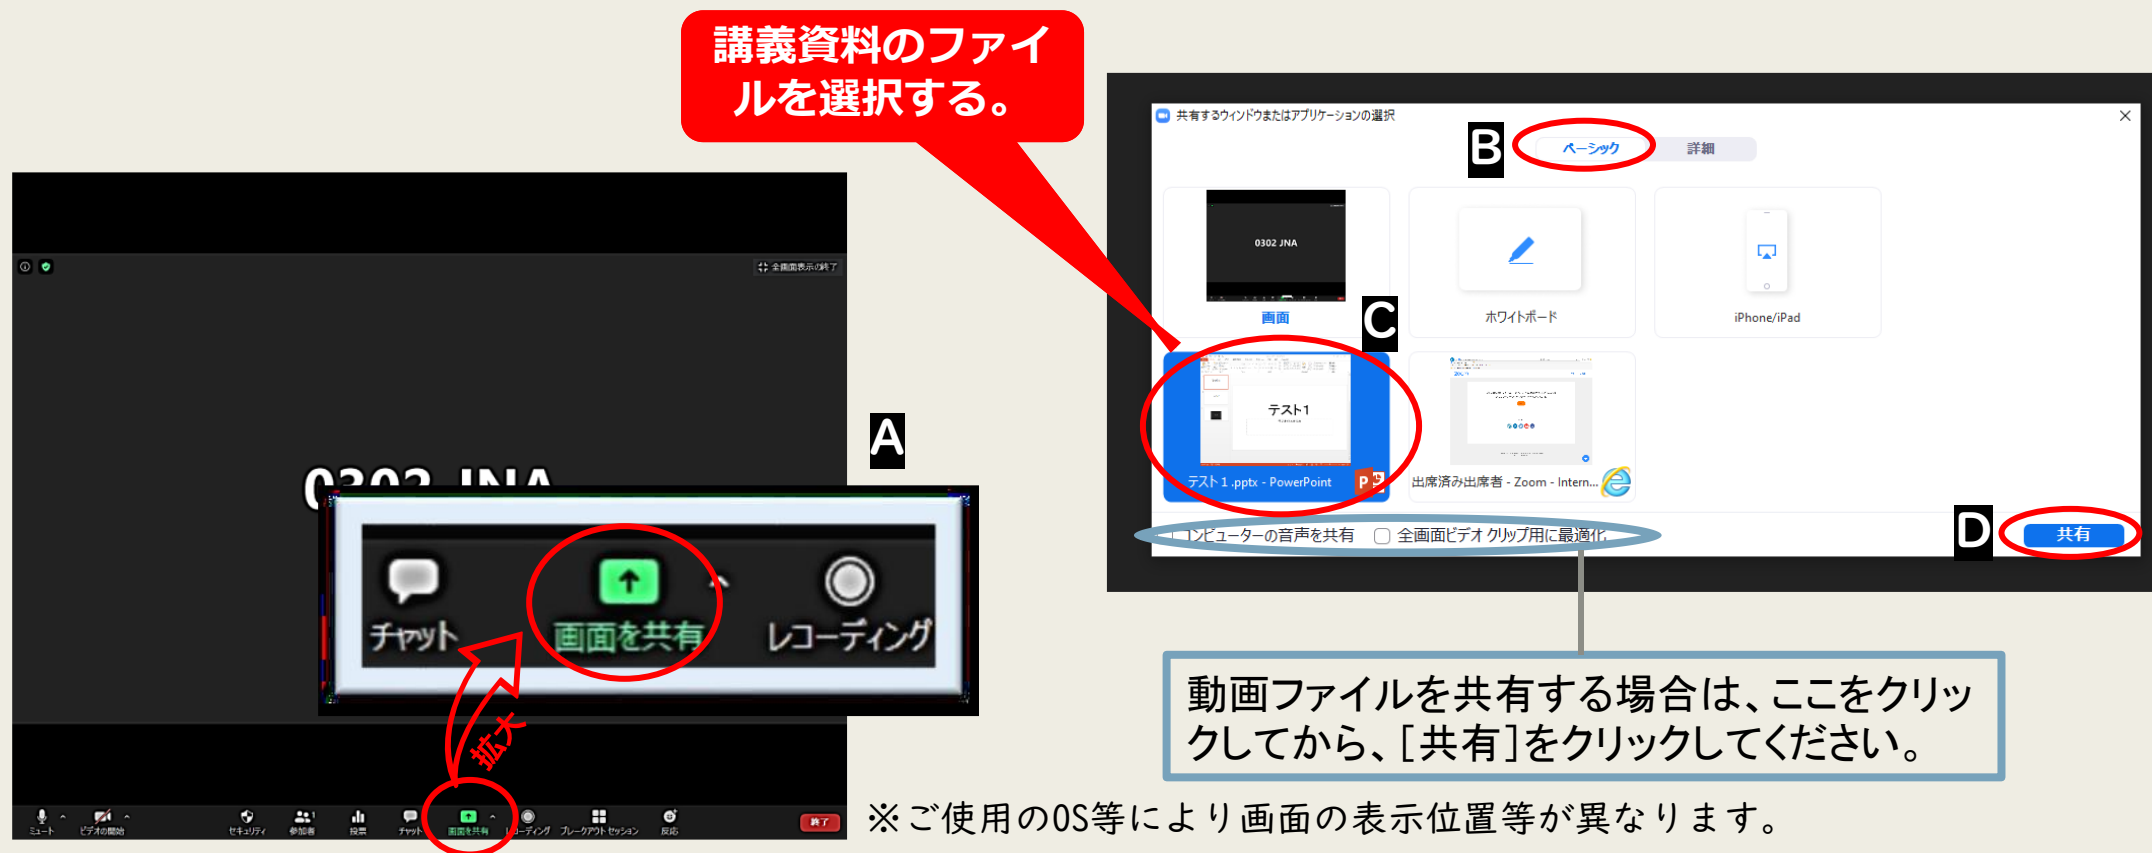 講義資料のファイ
ルを選択する。
全画面表示の終了
0302 JNA
A
チャット
画面を共有
レコーディング
拡大
ミュート
ビデオの開始
セキュリティ
参加者
投票
チャット
画面を共有
レコーディング
ブレークアウト セッション
反応
終了
共有するウィンドウまたはアプリケーションの選択
B
ベーシック
詳細
0302 JNA
画面
ホワイトボード
iPhone/iPad
C
テスト1
テスト 1 .pptx - PowerPoint
出席済み出席者 - Zoom - Intern...
コンピューターの音声を共有
全画面ビデオ クリップ用に最適化
D
共有
動画ファイルを共有する場合は、ここをクリッ
クしてから、[共有]をクリックしてください。
※ご使用のOS等により画面の表示位置等が異なります。